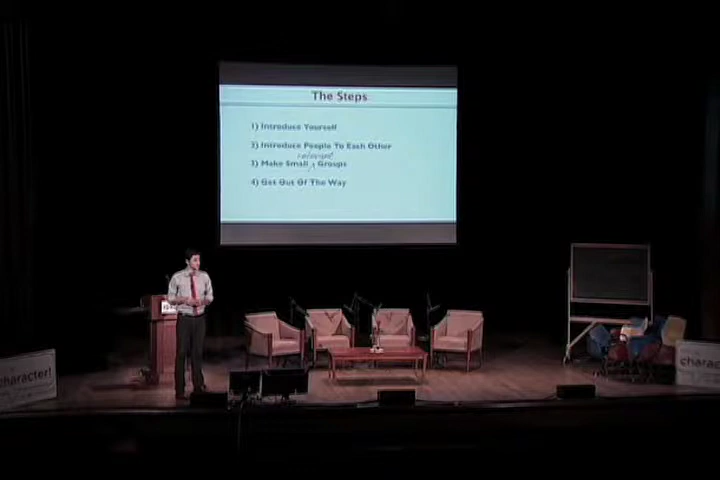 The Steps
1) Introduce Yourself
2) Introduce People To Each Other
relevant
3) Make Small ^ Groups
4) Get Out Of The Way
character!
charac